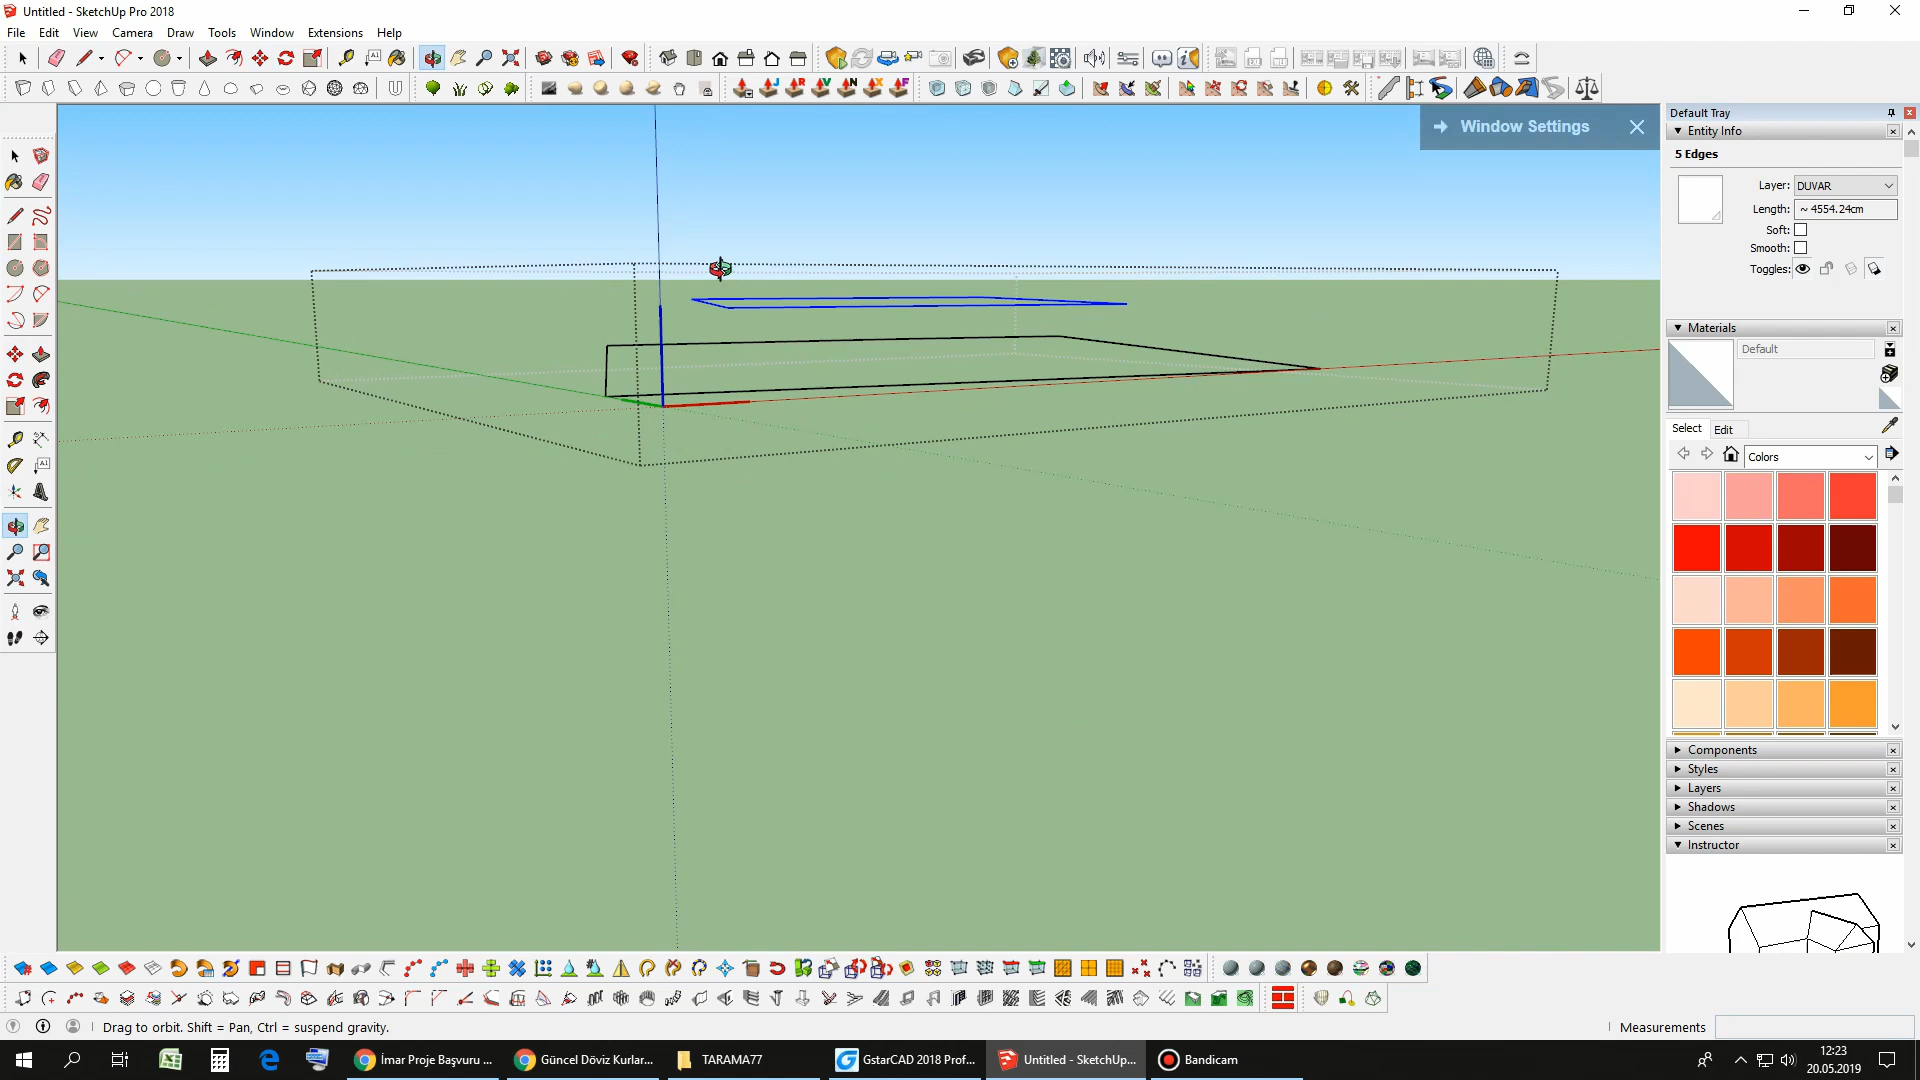 Untitled - SketchUp Pro 2018
File Edit View Camera Draw Tools Window Extensions Help
Window Settings
Default Tray
Entity Info
5 Edges
Layer: DUVAR
Length: ~ 4554.24cm
Soft:
Smooth:
Toggles:
Materials
Default
Select Edit
Colors
Components
Styles
Layers
Shadows
Scenes
Instructor
Drag to orbit. Shift = Pan, Ctrl = suspend gravity.
Measurements
İmar Proje Başvuru ...
Güncel Döviz Kurlar...
TARAMA77
GstarCAD 2018 Prof...
Untitled - SketchUp...
Bandicam
12:23
20.05.2019